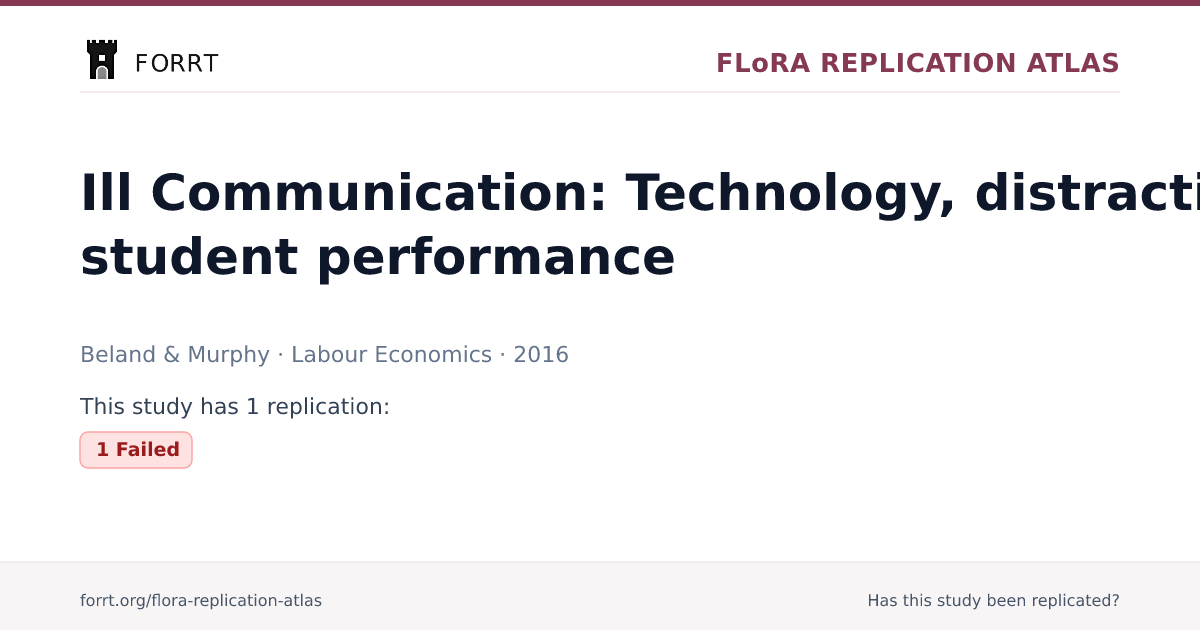 FORRT
FLoRA REPLICATION ATLAS
Ill Communication: Technology,
student performance
Beland & Murphy · Labour Economics · 2016
This study has 1 replication:
1 Failed
forrt.org/flora-replication-atlas
Has this study been replicated?